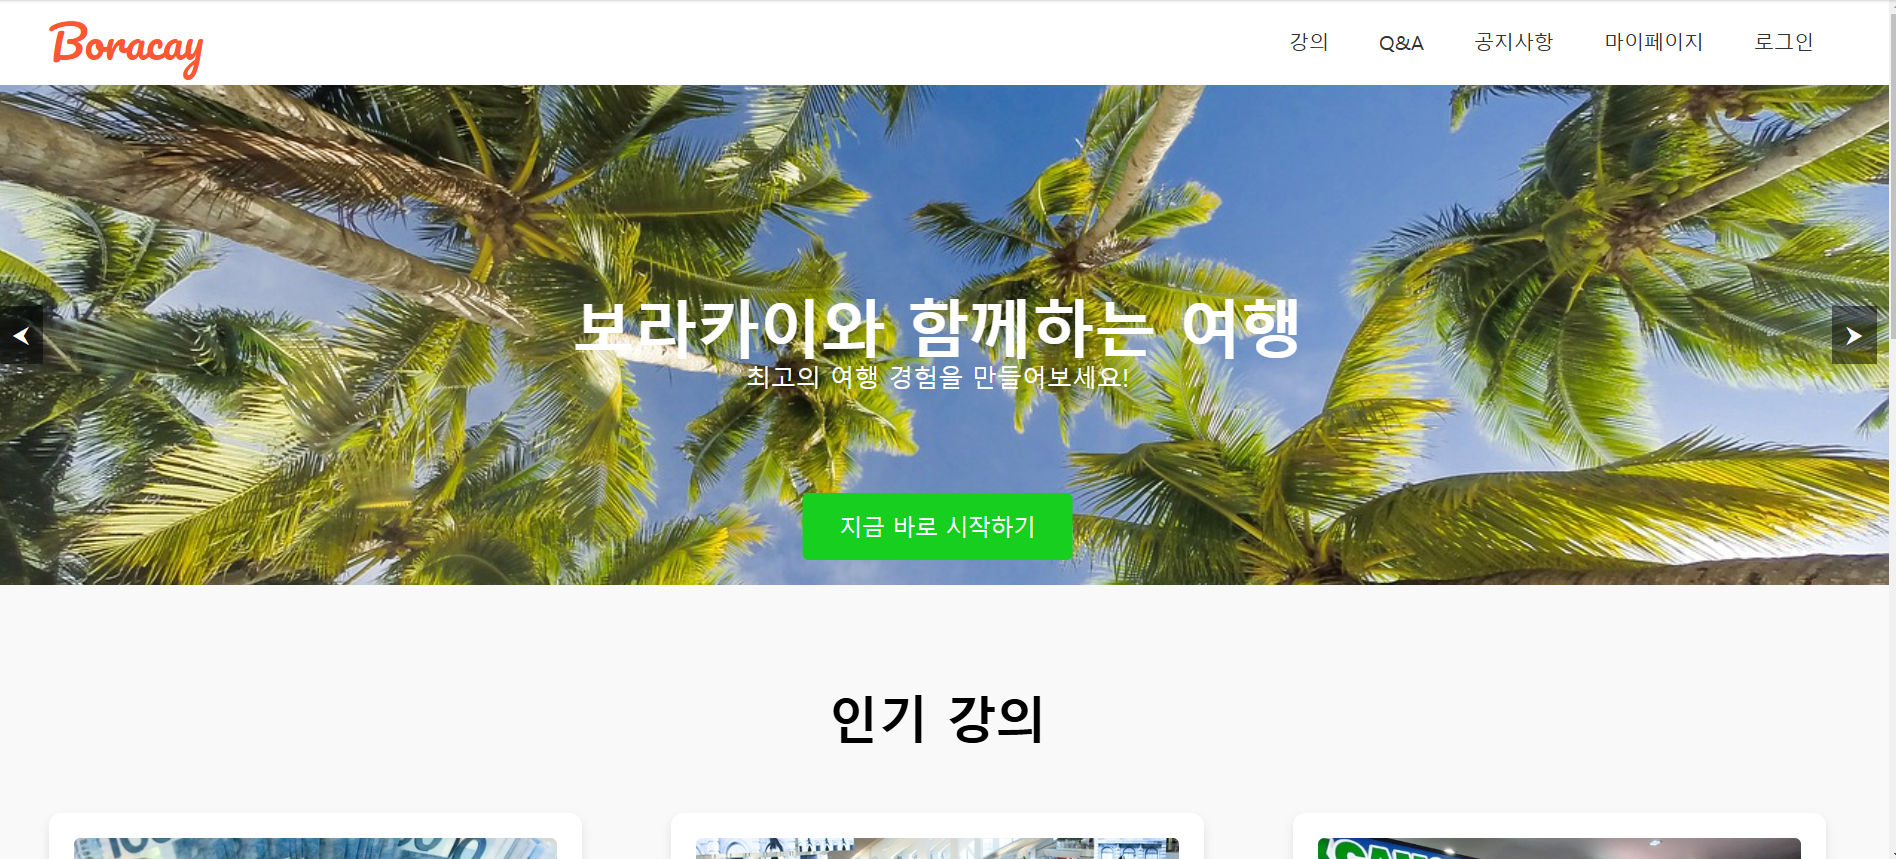 Boracay
강의 Q&A 공지사항 마이페이지 로그인
보라카이와 함께하는 여행
최고의 여행 경험을 만들어보세요!
지금 바로 시작하기
인기 강의